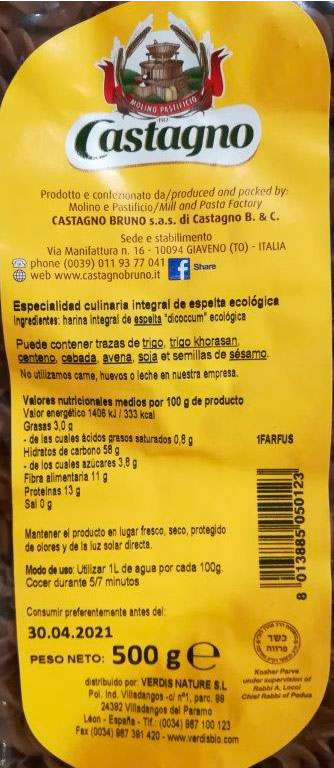 MOLINO PASTIFICIO
Castagno
Prodotto e confezionato da/produced and packed by:
Molino e Pastificio/Mill and Pasta Factory
CASTAGNO BRUNO s.a.s. di Castagno B. & C.
Sede e stabilimento
Via Manifattura n. 16 - 10094 GIAVENO (TO) - ITALIA
phone (0039) 011 93 77 041 f Share
web www.castagnobruno.it
Especialidad culinaria integral de espelta ecológica
Ingredientes: harina integral de espelta "dicoccum" ecológica
Puede contener trazas de trigo, trigo khorasan,
centeno, cebada, avena, soja et semillas de sésamo.
No utilizamos carne, huevos o leche en nuestra empresa.
Valores nutricionales medios por 100 g de producto
Valor energético 1406 kJ / 333 kcal
Grasas 3,0 g
- de las cuales ácidos grasos saturados 0,8 g
1FARFUS
Hidratos de carbono 58 g
- de los cuales azúcares 3,8 g
Fibra alimentaria 11 g
Proteínas 13 g
Sal 0 g
8 013885 050123
Mantener el producto en lugar fresco, seco, protegido
de olores y de la luz solar directa.
Modo de uso: Utilizar 1L de agua por cada 100g.
Cocer durante 5/7 minutos
Consumir preferentemente antes del:
30.04.2021
PESO NETO: 500 g e
כשר
פרווה
Kosher Parve
under supervision of
Rabbi A. Locci
Chief Rabbi of Padua
distribuido por: VERDIS NATURE S.L
Pol. Ind. Villadangos -c/ nº1, parc. 99
24392 Villadangos del Paramo
Léon - España - Tlf: (0034) 987 100 123
Fax (0034) 987 391 420 - www.verdisbio.com